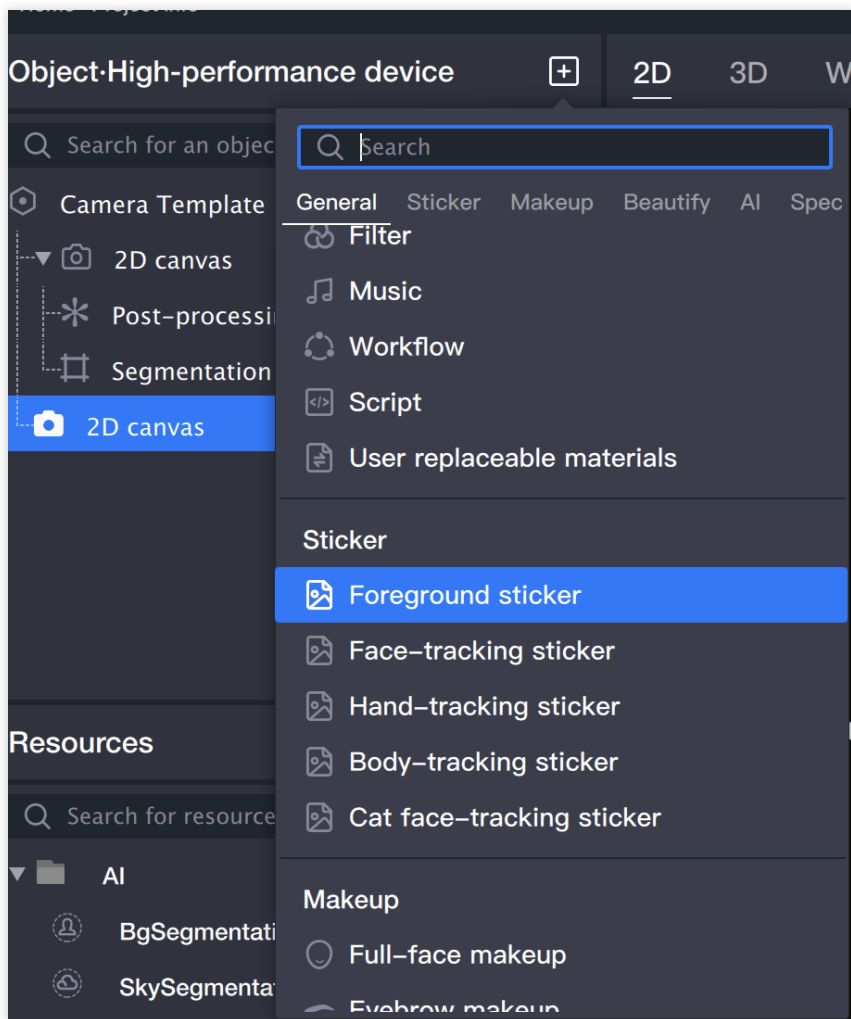 Object·High-performance device
2D
3D
Search for an objec
Search
General
Sticker
Makeup
Beautify
AI
Spec
Camera Template
2D canvas
Post-processi
Segmentation
2D canvas
Filter
Music
Workflow
Script
User replaceable materials
Sticker
Foreground sticker
Face-tracking sticker
Hand-tracking sticker
Body-tracking sticker
Cat face-tracking sticker
Makeup
Full-face makeup
Eyebrow makeup
Resources
Search for resource
AI
BgSegmentati
SkySegmenta